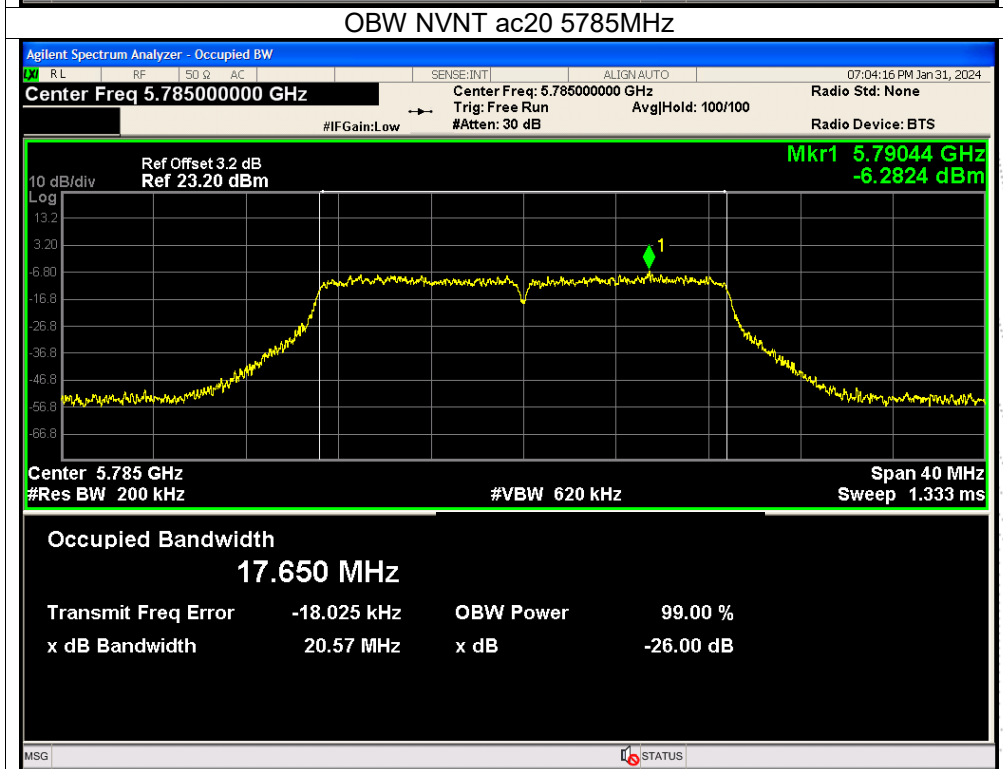 OBW NVNT ac20 5785MHz
Agilent Spectrum Analyzer - Occupied BW
LXI RL RF 50 Ω AC SENSE:INT ALIGN AUTO 07:04:16 PM Jan 31, 2024
Center Freq 5.785000000 GHz Center Freq: 5.785000000 GHz Radio Std: None
Trig: Free Run Avg|Hold: 100/100
#IFGain:Low #Atten: 30 dB Radio Device: BTS
Mkr1 5.79044 GHz
-6.2824 dBm
Ref Offset 3.2 dB
10 dB/div Ref 23.20 dBm
Log
13.2
3.20
1
-6.80
-16.8
-26.8
-36.8
-46.8
-56.8
-66.8
Center 5.785 GHz Span 40 MHz
#Res BW 200 kHz #VBW 620 kHz Sweep 1.333 ms
Occupied Bandwidth
17.650 MHz
Transmit Freq Error -18.025 kHz OBW Power 99.00 %
x dB Bandwidth 20.57 MHz x dB -26.00 dB
MSG STATUS